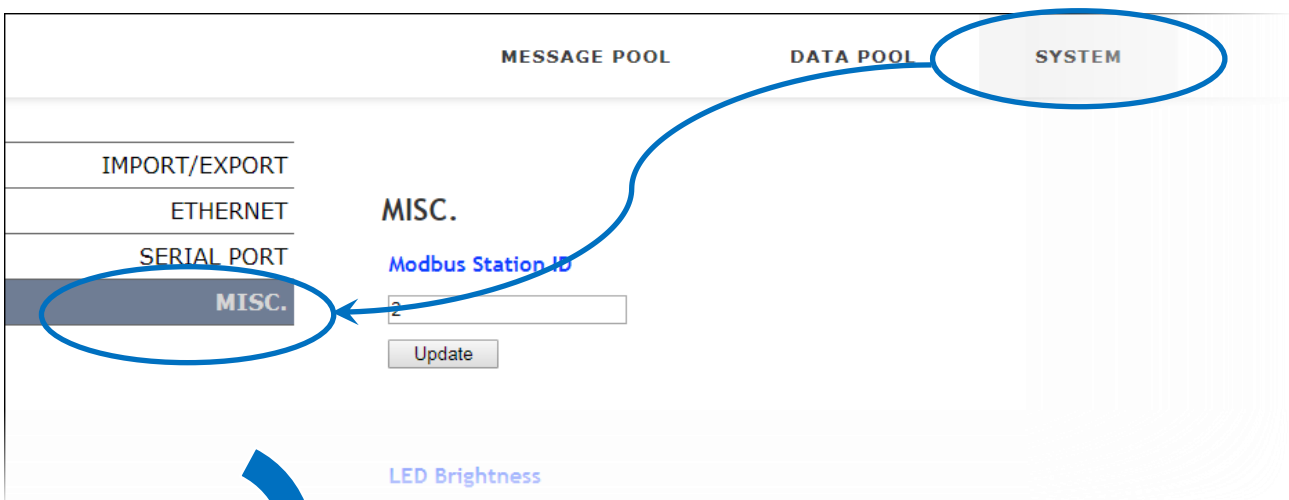 MESSAGE POOL DATA POOL SYSTEM
IMPORT/EXPORT
ETHERNET
SERIAL PORT
MISC.
MISC.
Modbus Station ID
2
Update
LED Brightness